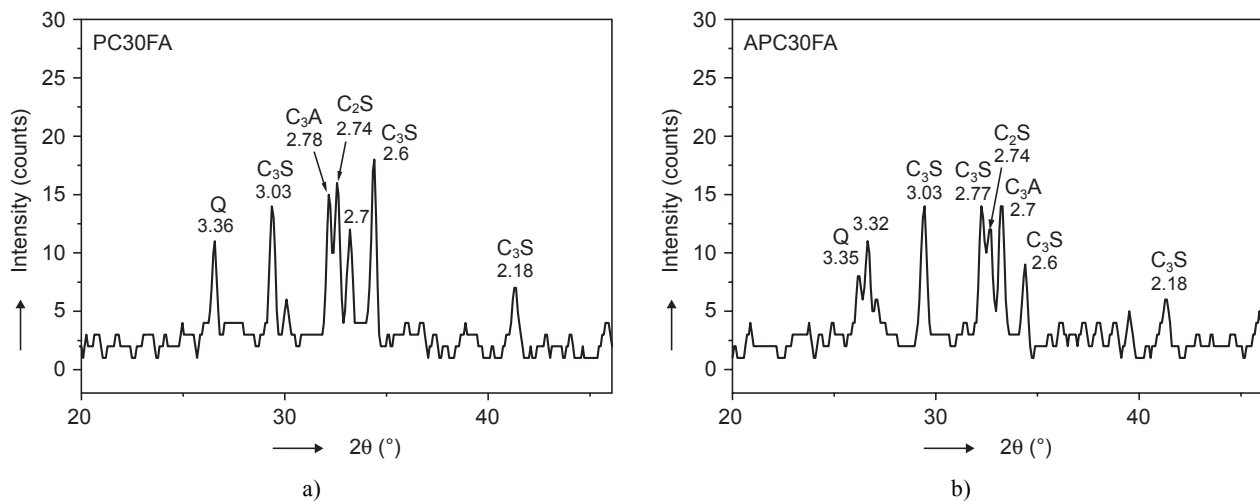 PC30FA
30
25
20
15
10
5
0
Intensity (counts)
Q
3.36
C₃S
3.03
C₃A
2.78
C₂S
2.74
2.7
C₃S
2.6
C₃S
2.18
20
30
40
2θ (°)
a)
APC30FA
30
25
20
15
10
5
0
Intensity (counts)
Q
3.35
3.32
C₃S
3.03
C₃S
2.77
C₂S
2.74
C₃A
2.7
C₃S
2.6
C₃S
2.18
20
30
40
2θ (°)
b)